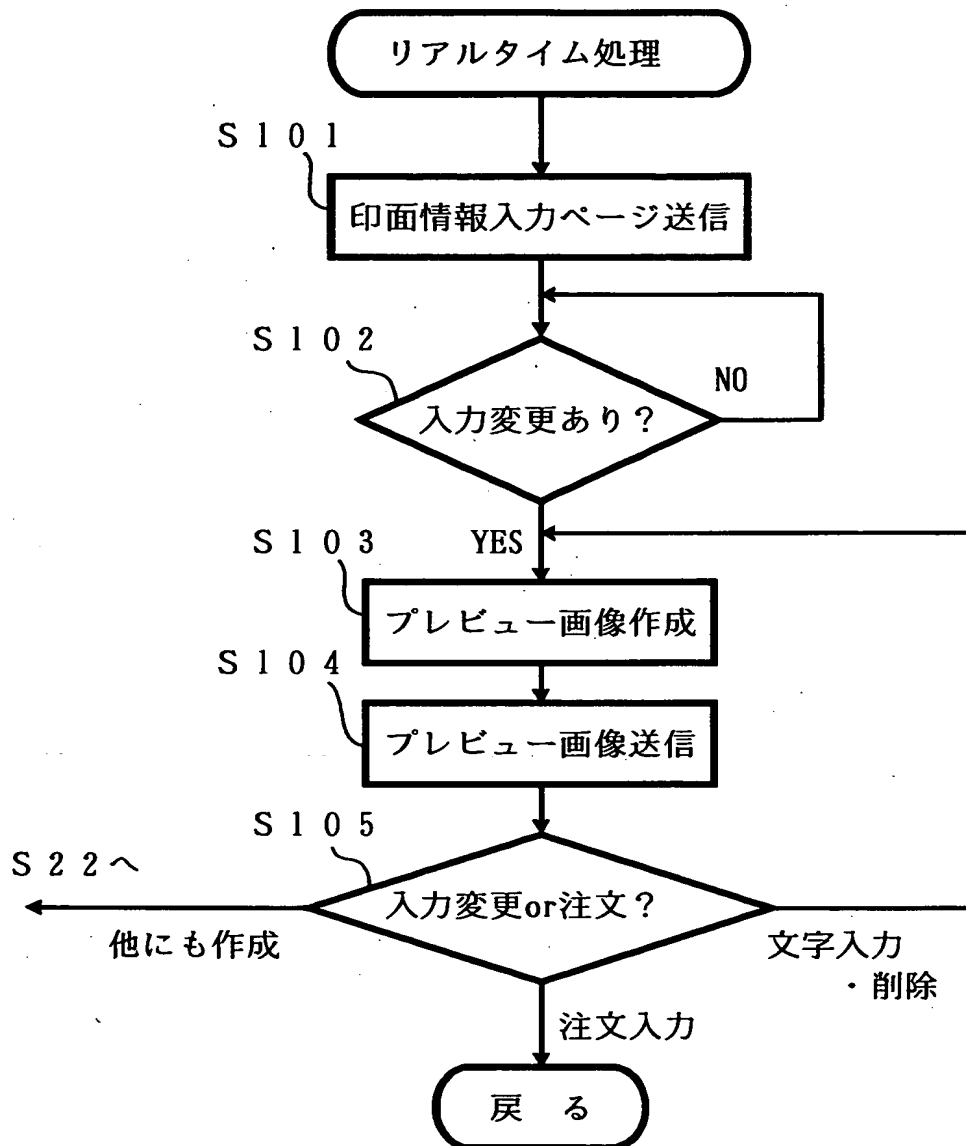 リアルタイム処理
S101
印面情報入力ページ送信
S102
NO
入力変更あり？
S103
YES
プレビュー画像作成
S104
プレビュー画像送信
S105
S22へ
入力変更or注文？
他にも作成
文字入力
・削除
注文入力
戻る